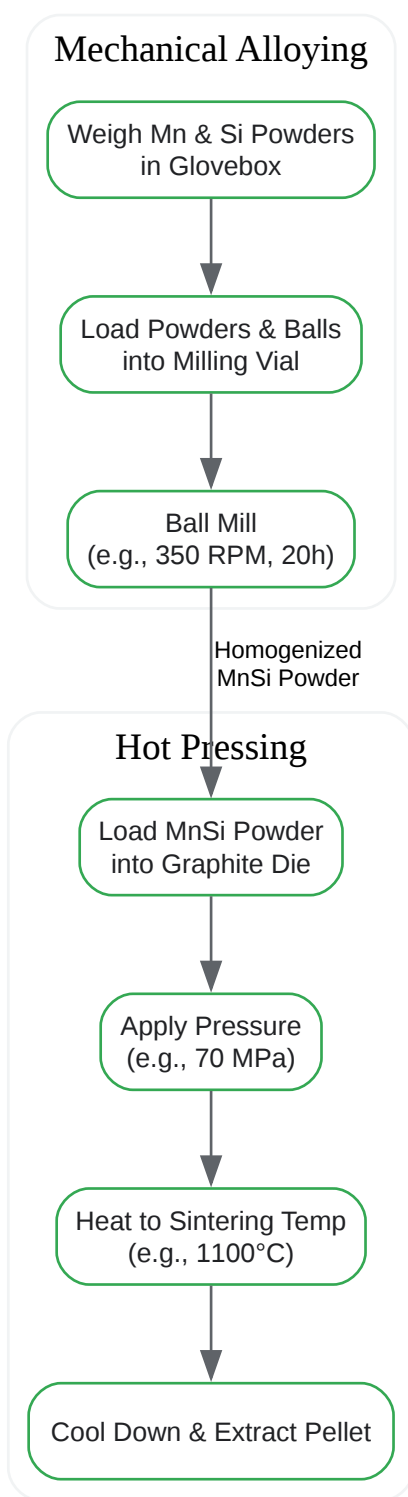 Mechanical Alloying
Weigh Mn & Si Powders
in Glovebox
Load Powders & Balls
into Milling Vial
Ball Mill
(e.g., 350 RPM, 20h)
Homogenized
MnSi Powder
Hot Pressing
Load MnSi Powder
into Graphite Die
Apply Pressure
(e.g., 70 MPa)
Heat to Sintering Temp
(e.g., 1100°C)
Cool Down & Extract Pellet